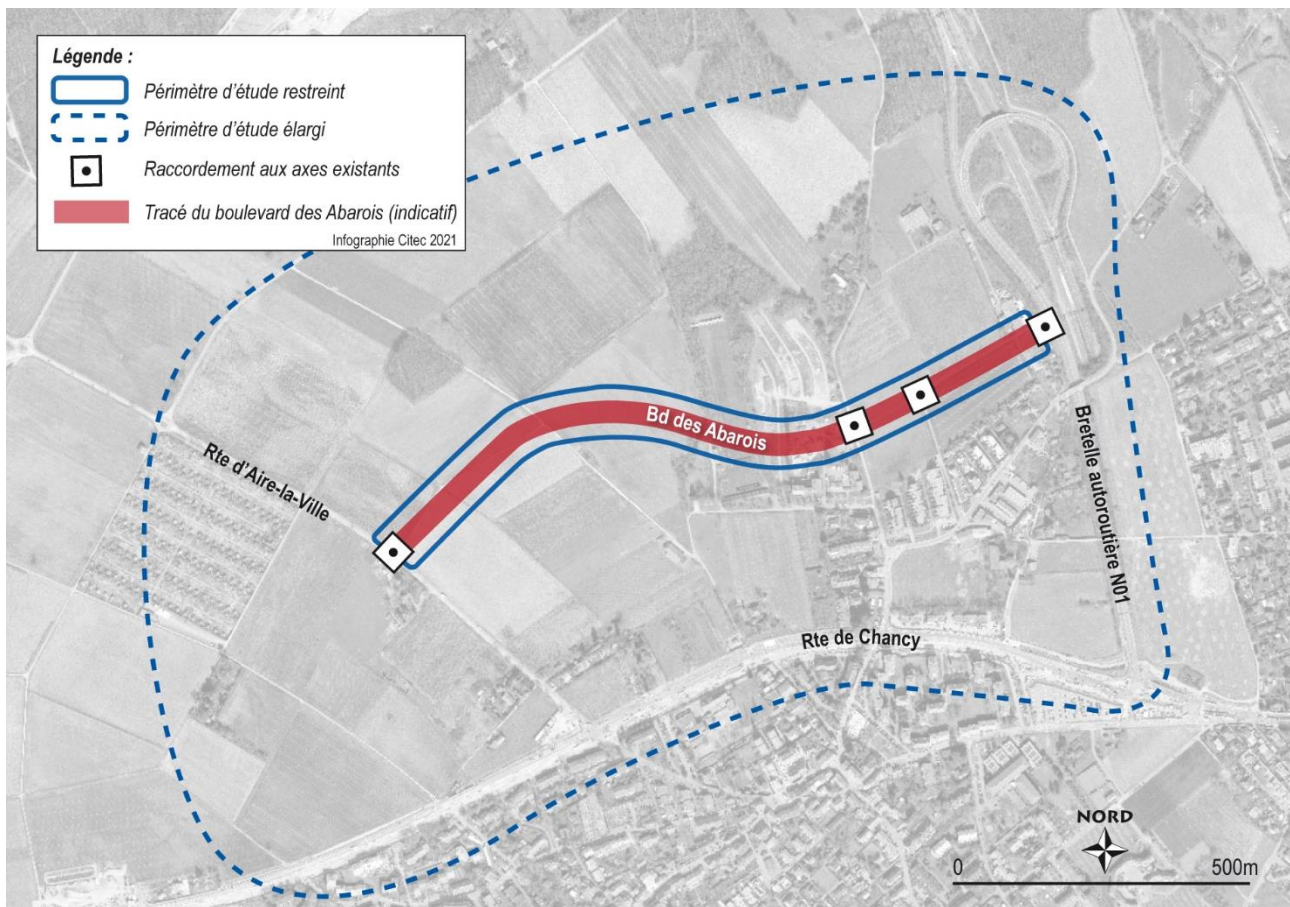 Légende :
Périmètre d'étude restreint
Périmètre d'étude élargi
Raccordement aux axes existants
Tracé du boulevard des Abarois (indicatif)
Infographie Citec 2021
Bd des Abarois
Rte d'Aire-la-Ville
Bretelle autoroutière N01
Rte de Chancy
NORD
0 500m